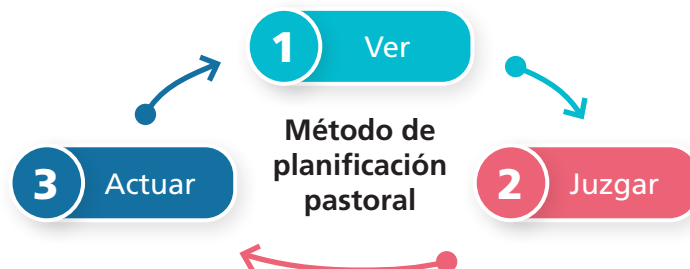 1 Ver
Método de
planificación
pastoral
2 Juzgar
3 Actuar